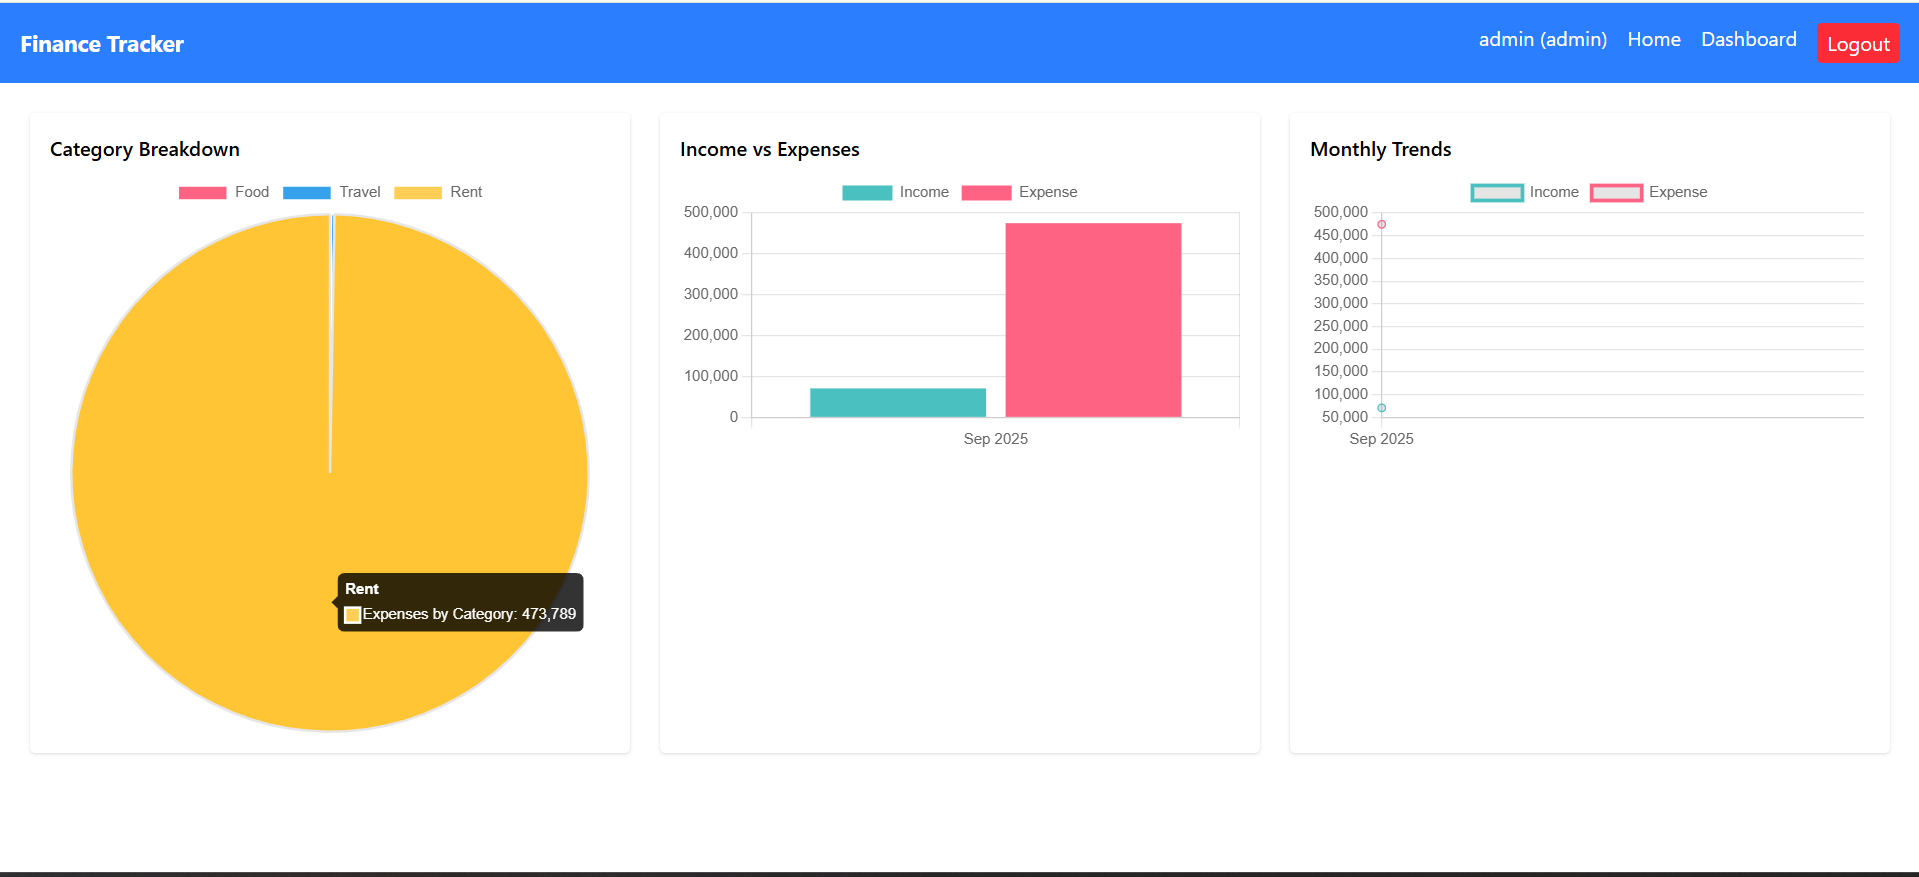 Finance Tracker
admin (admin) Home Dashboard Logout
Category Breakdown
Food Travel Rent
Rent
Expenses by Category: 473,789
Income vs Expenses
Income Expense
500,000
400,000
300,000
200,000
100,000
0
Sep 2025
Monthly Trends
Income Expense
500,000
450,000
400,000
350,000
300,000
250,000
200,000
150,000
100,000
50,000
Sep 2025